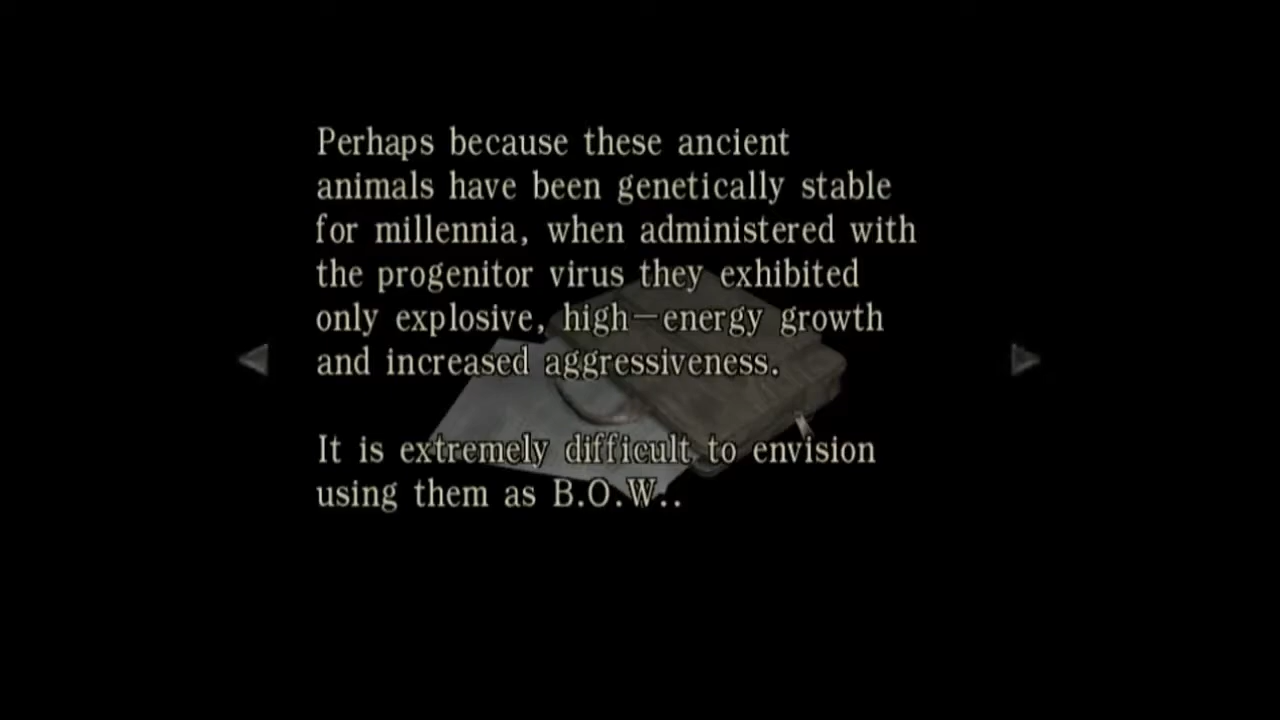 Perhaps because these ancient
animals have been genetically stable
for millennia, when administered with
the progenitor virus they exhibited
only explosive, high—energy growth
and increased aggressiveness.
It is extremely difficult to envision
using them as B.O.W..